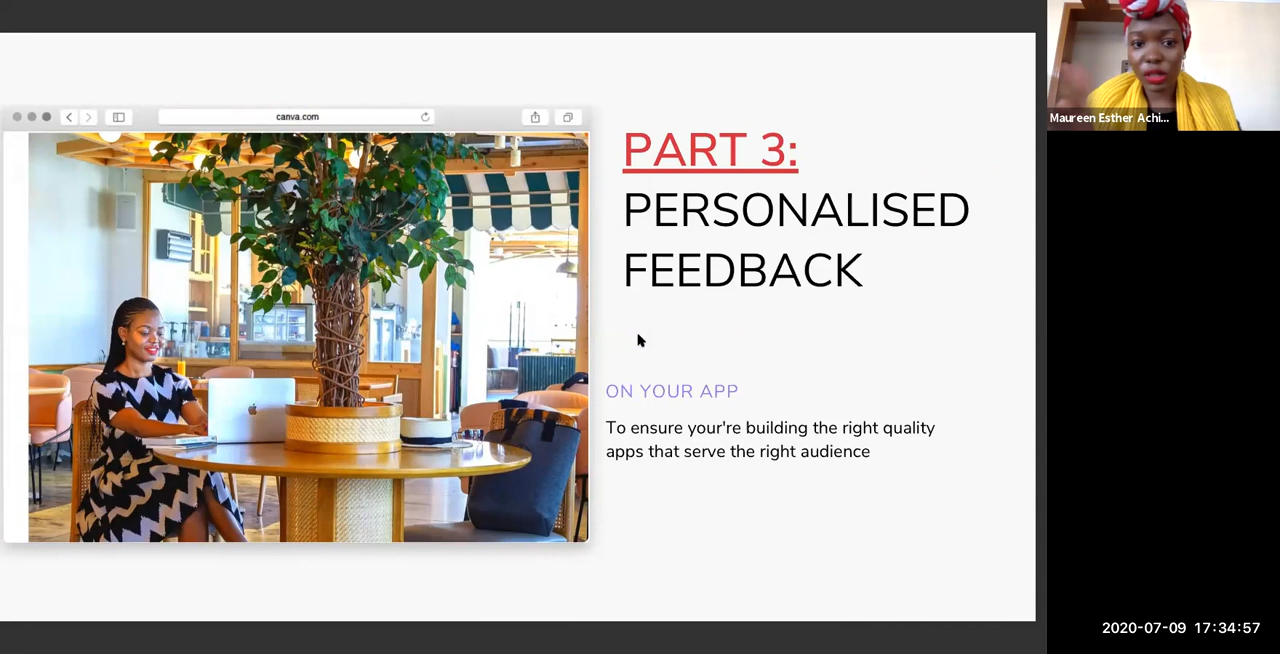 canva.com
PART 3:
PERSONALISED
FEEDBACK
ON YOUR APP
To ensure your're building the right quality
apps that serve the right audience
Maureen Esther Achi...
2020-07-09 17:34:57